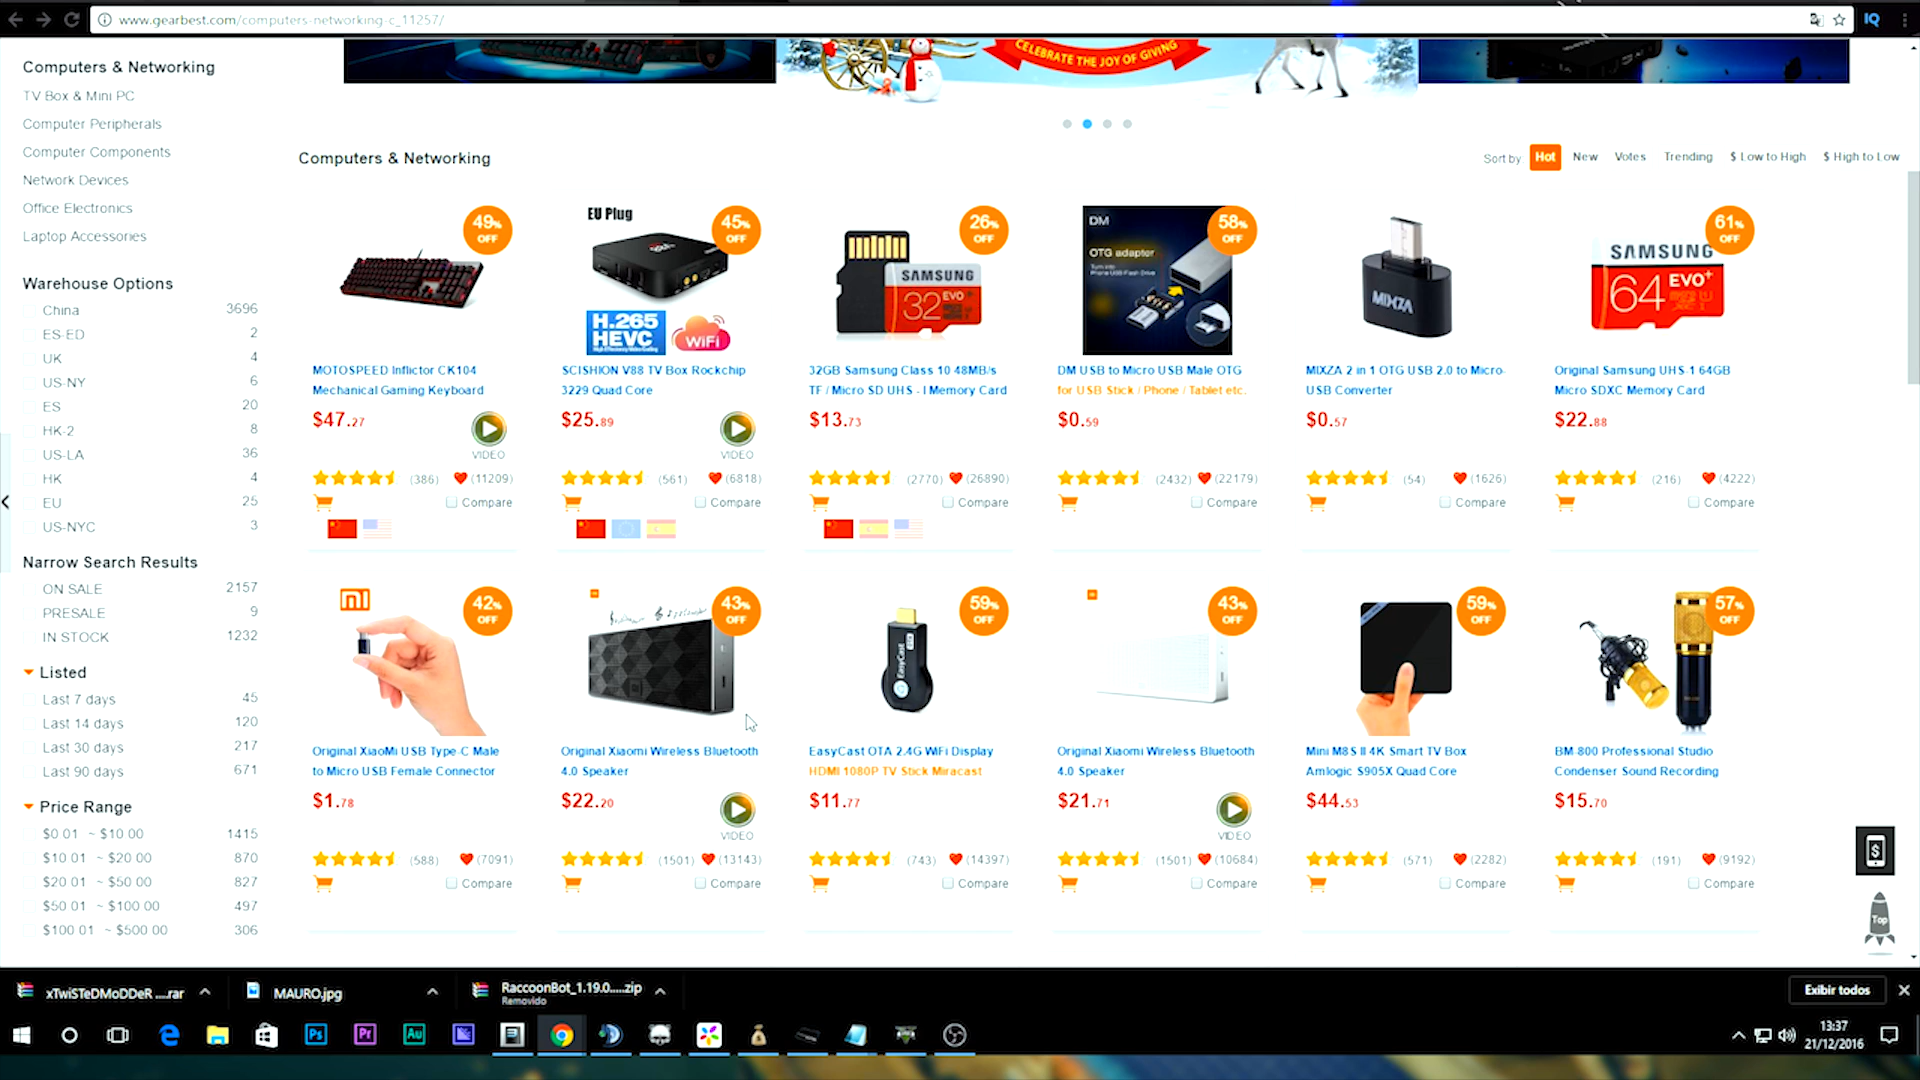 www.gearbest.com/computers-networking-c_11257/
IQ
CELEBRATE THE JOY OF GIVING
Computers & Networking
TV Box & Mini PC
Computer Peripherals
Computer Components
Network Devices
Office Electronics
Laptop Accessories
Warehouse Options
China 3696
ES-ED 2
UK 4
US-NY 6
ES 20
HK-2 8
US-LA 36
HK 4
EU 25
US-NYC 3
Narrow Search Results
ON SALE 2157
PRESALE 9
IN STOCK 1232
Listed
Last 7 days 45
Last 14 days 120
Last 30 days 217
Last 90 days 671
Price Range
$0 01 ~ $10 00 1415
$10 01 ~ $20 00 870
$20 01 ~ $50 00 827
$50 01 ~ $100 00 497
$100 01 ~ $500 00 306
Computers & Networking
Sort by Hot New Votes Trending $ Low to High $ High to Low
49% OFF
MOTOSPEED Inflictor CK104
Mechanical Gaming Keyboard
$47.27
VIDEO
(386) (11209)
Compare
EU Plug
45% OFF
H.265
HEVC
WiFi
SCISHION V88 TV Box Rockchip
3229 Quad Core
$25.89
VIDEO
(561) (6818)
Compare
26% OFF
SAMSUNG
32 EVO+
32GB Samsung Class 10 48MB/s
TF / Micro SD UHS - I Memory Card
$13.73
(2770) (26890)
Compare
DM
58% OFF
OTG adapter
Turn into
Phone USB Flash Drive
DM USB to Micro USB Male OTG
for USB Stick / Phone / Tablet etc.
$0.59
(2432) (22179)
Compare
MIXZA
MIXZA 2 in 1 OTG USB 2.0 to Micro-
USB Converter
$0.57
(54) (1626)
Compare
61% OFF
SAMSUNG
64 EVO+
Original Samsung UHS-1 64GB
Micro SDXC Memory Card
$22.88
(216) (4222)
Compare
mi
42% OFF
Original XiaoMi USB Type-C Male
to Micro USB Female Connector
$1.78
(588) (7091)
Compare
43% OFF
Original Xiaomi Wireless Bluetooth
4.0 Speaker
$22.20
VIDEO
(1501) (13143)
Compare
59% OFF
EasyCast
EasyCast OTA 2.4G WiFi Display
HDMI 1080P TV Stick Miracast
$11.77
(743) (14397)
Compare
43% OFF
Original Xiaomi Wireless Bluetooth
4.0 Speaker
$21.71
VIDEO
(1501) (10684)
Compare
59% OFF
Mini M8S II 4K Smart TV Box
Amlogic S905X Quad Core
$44.53
(571) (2282)
Compare
57% OFF
BM 800 Professional Studio
Condenser Sound Recording
$15.70
(191) (9192)
Compare
$
Top
xTwiSTeDMoDDeR ....rar
MAURO.jpg
RaccoonBot_1.19.0.....zip
Removido
Exibir todos
Ps
Pr
Au
13:37
21/12/2016